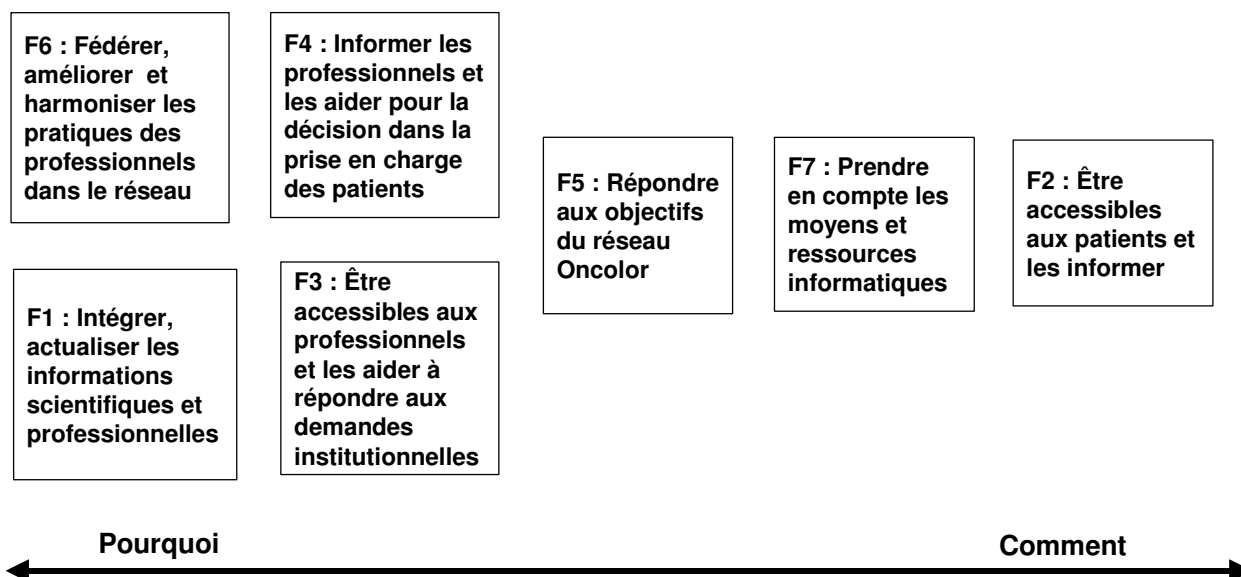 F6 : Fédérer,
améliorer et
harmoniser les
pratiques des
professionnels
dans le réseau
F4 : Informer les
professionnels et
les aider pour la
décision dans la
prise en charge
des patients
F5 : Répondre
aux objectifs
du réseau
Oncolor
F7 : Prendre
en compte les
moyens et
ressources
informatiques
F2 : Être
accessibles
aux patients et
les informer
F1 : Intégrer,
actualiser les
informations
scientifiques et
professionnelles
F3 : Être
accessibles aux
professionnels
et les aider à
répondre aux
demandes
institutionnelles
Pourquoi
Comment